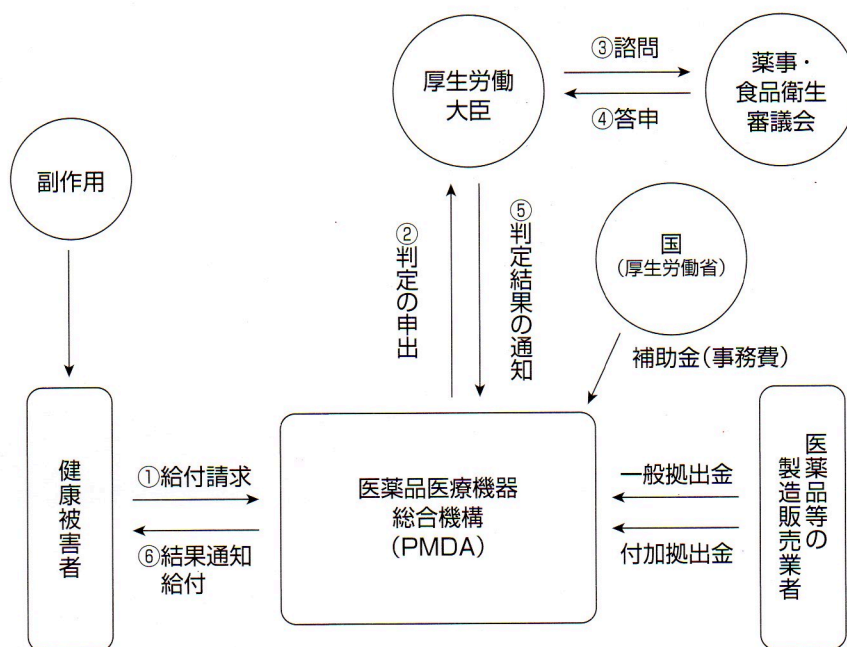 ③諮問
④答申
厚生労働
大臣
薬事・
食品衛生
審議会
副作用
②判定の申出
⑤判定結果の通知
国
(厚生労働省)
補助金(事務費)
健康被害者
①給付請求
⑥結果通知
給付
医薬品医療機器
総合機構
(PMDA)
一般拠出金
付加拠出金
医薬品等の
製造販売業者